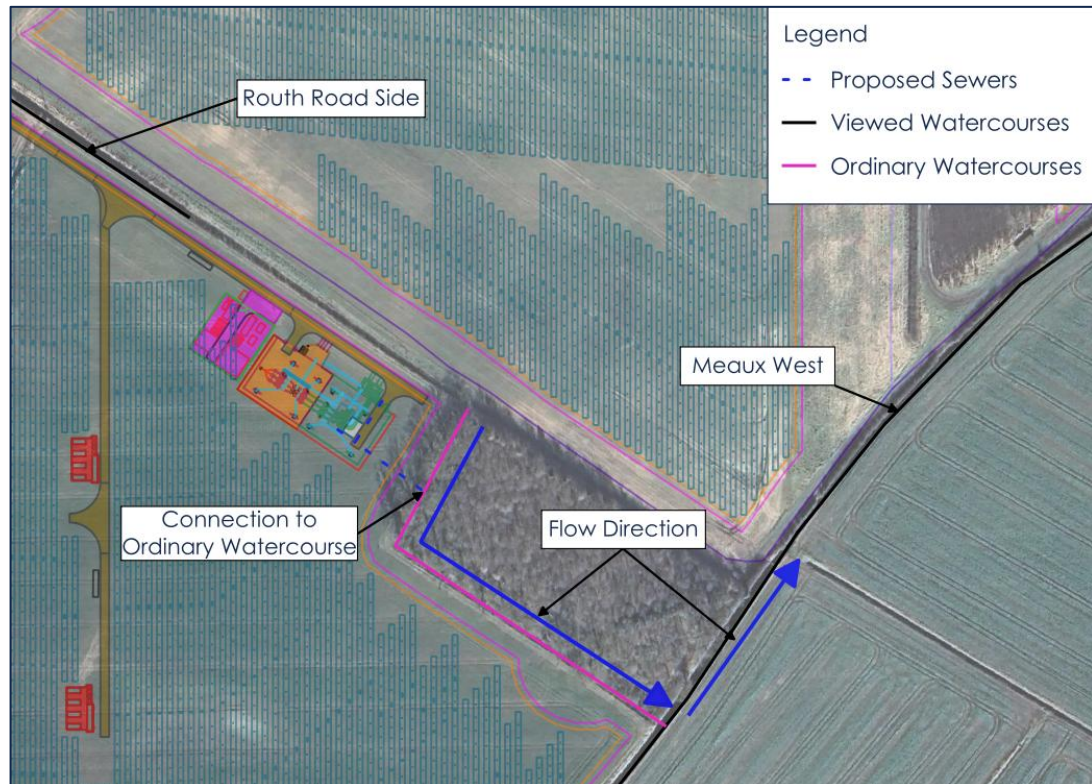 Legend
Proposed Sewers
Viewed Watercourses
Ordinary Watercourses
Routh Road Side
Meaux West
Connection to
Ordinary Watercourse
Flow Direction